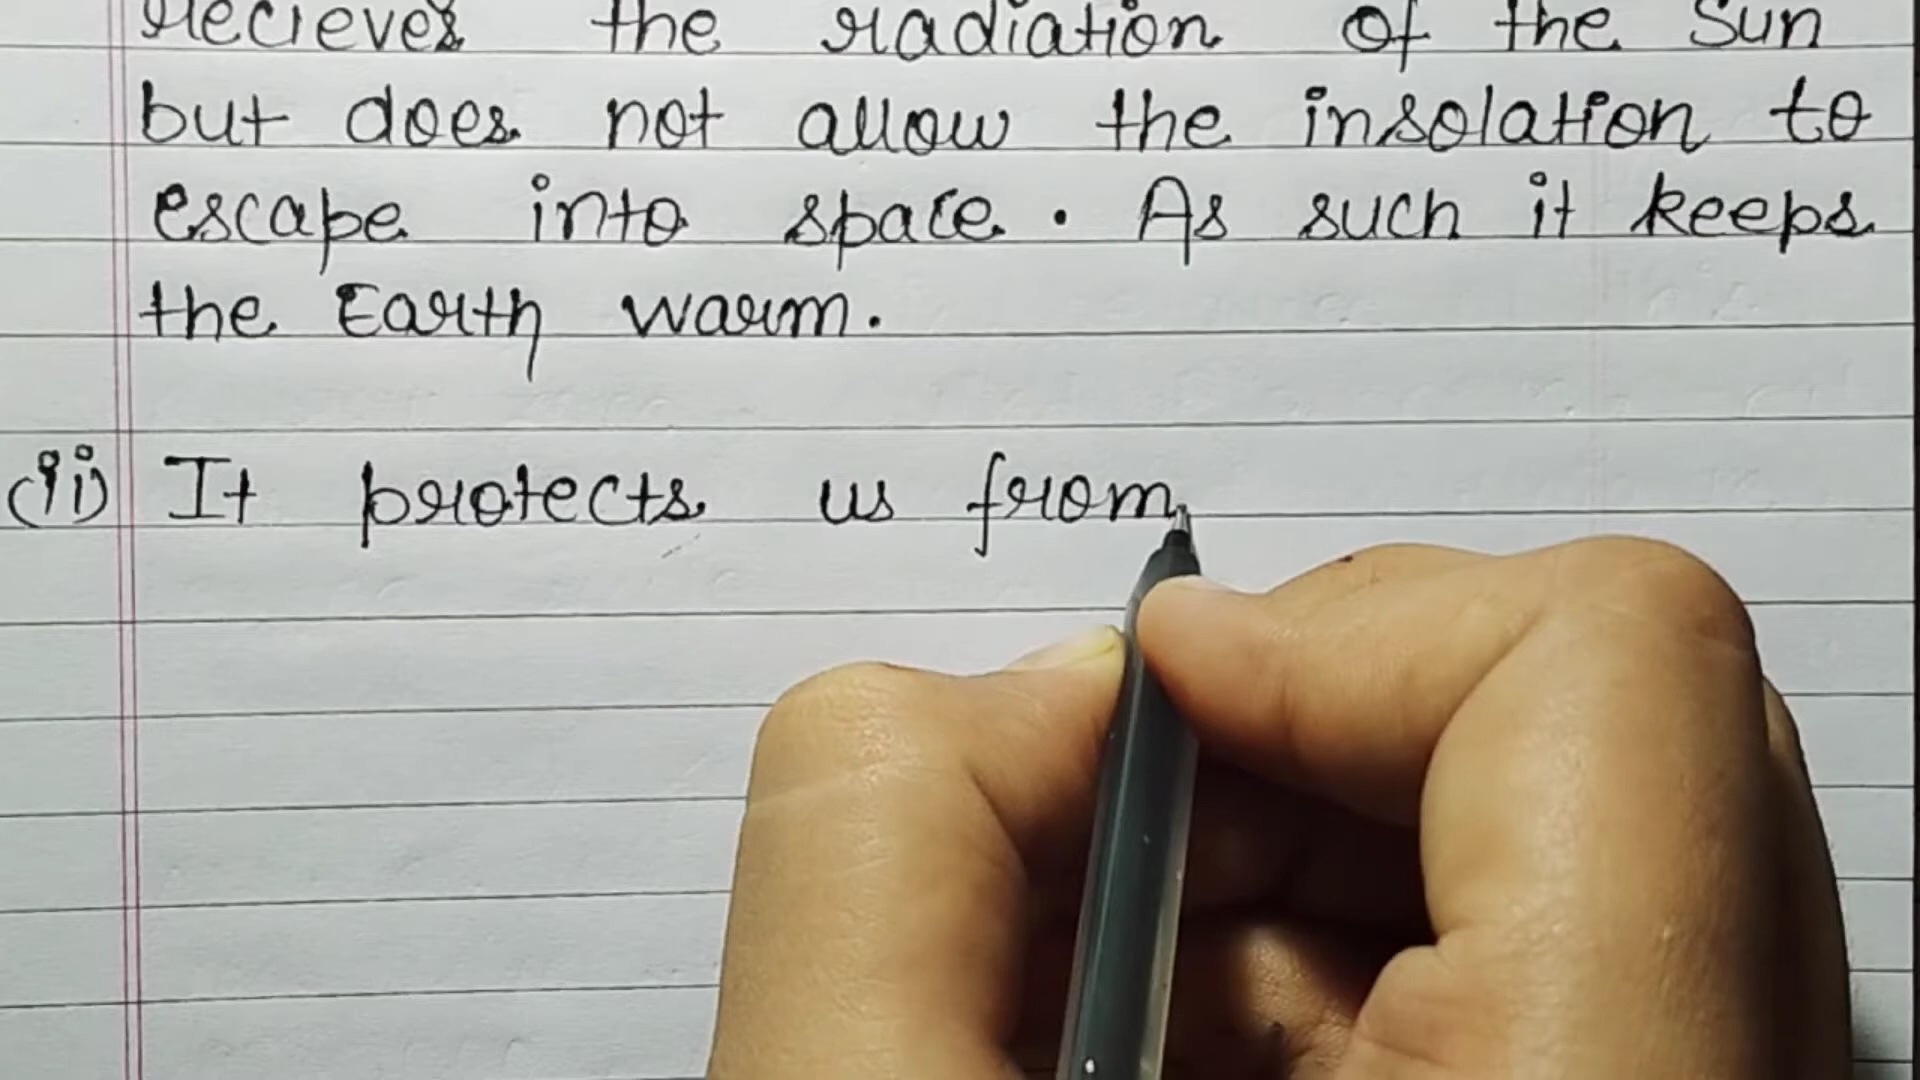 recieves the radiation of the Sun
but does not allow the insolation to
escape into space. As such it keeps
the Earth warm.
(ii) It protects us from